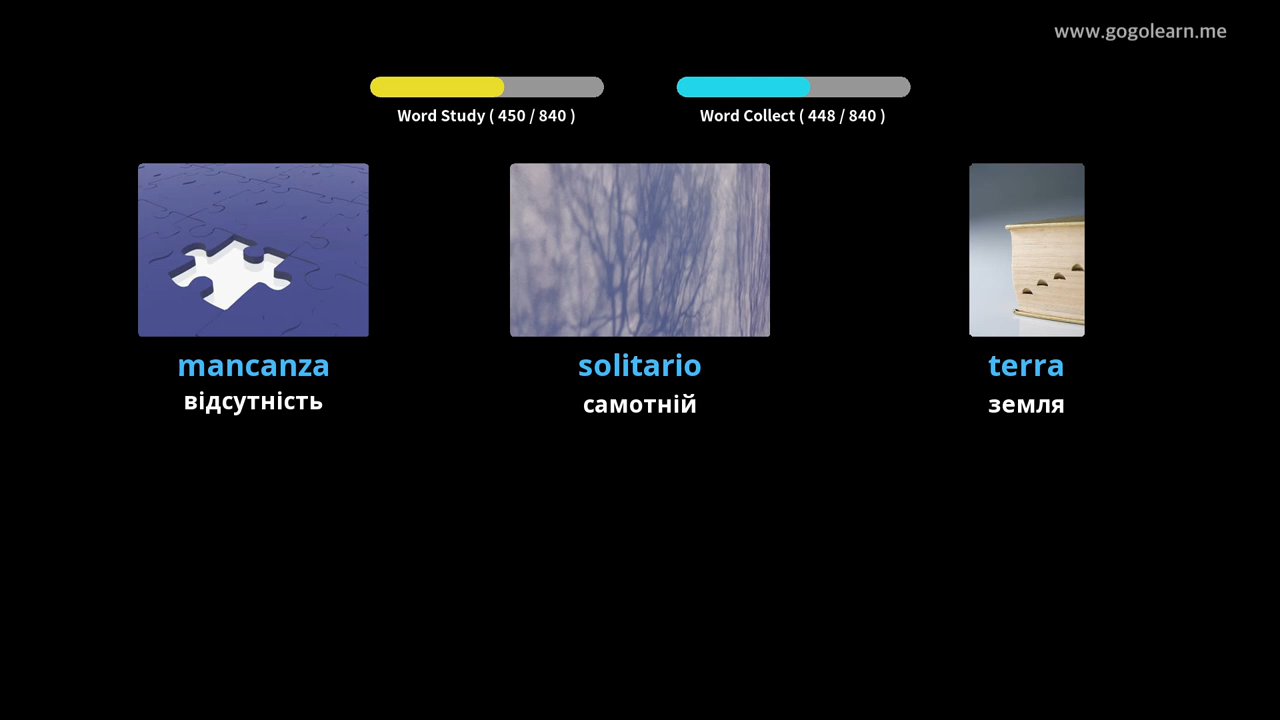 www.gogolearn.me
Word Study ( 450 / 840 )
Word Collect ( 448 / 840 )
mancanza
відсутність
solitario
самотній
terra
земля